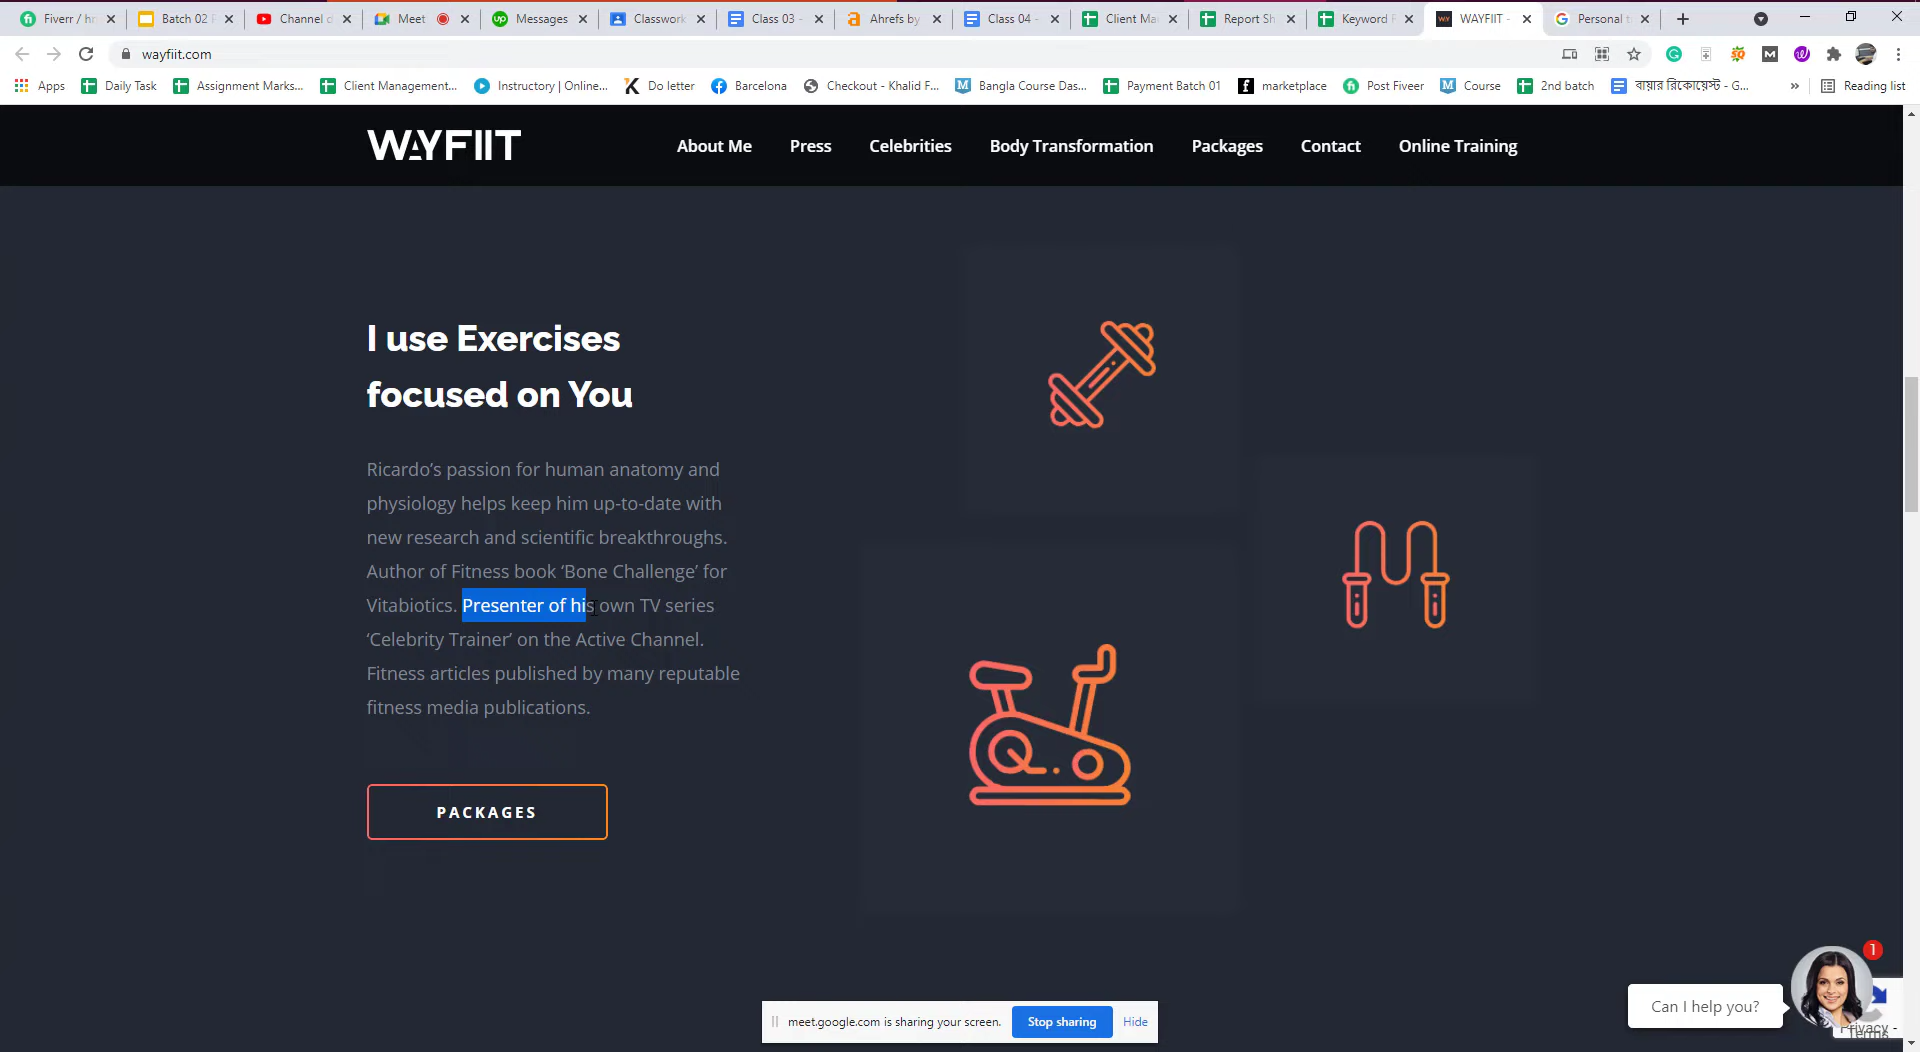 Fiverr / hr
Batch 02 F
Channel d
Meet
Messages
Classwork
Class 03 -
Ahrefs by
Class 04 -
Client Ma
Report Sh
Keyword F
WAYFIIT -
Personal t
wayfiit.com
Apps
Daily Task
Assignment Marks...
Client Management...
Instructory | Online...
Do letter
Barcelona
Checkout - Khalid F...
Bangla Course Das...
Payment Batch 01
marketplace
Post Fiveer
Course
2nd batch
বায়ার রিকোয়েস্ট - G...
»
Reading list
WAYFIIT
About Me
Press
Celebrities
Body Transformation
Packages
Contact
Online Training
I use Exercises
focused on You
Ricardo’s passion for human anatomy and
physiology helps keep him up-to-date with
new research and scientific breakthroughs.
Author of Fitness book ‘Bone Challenge’ for
Vitabiotics. Presenter of his own TV series
‘Celebrity Trainer’ on the Active Channel.
Fitness articles published by many reputable
fitness media publications.
PACKAGES
1
Can I help you?
Privacy -
Terms
meet.google.com is sharing your screen.
Stop sharing
Hide